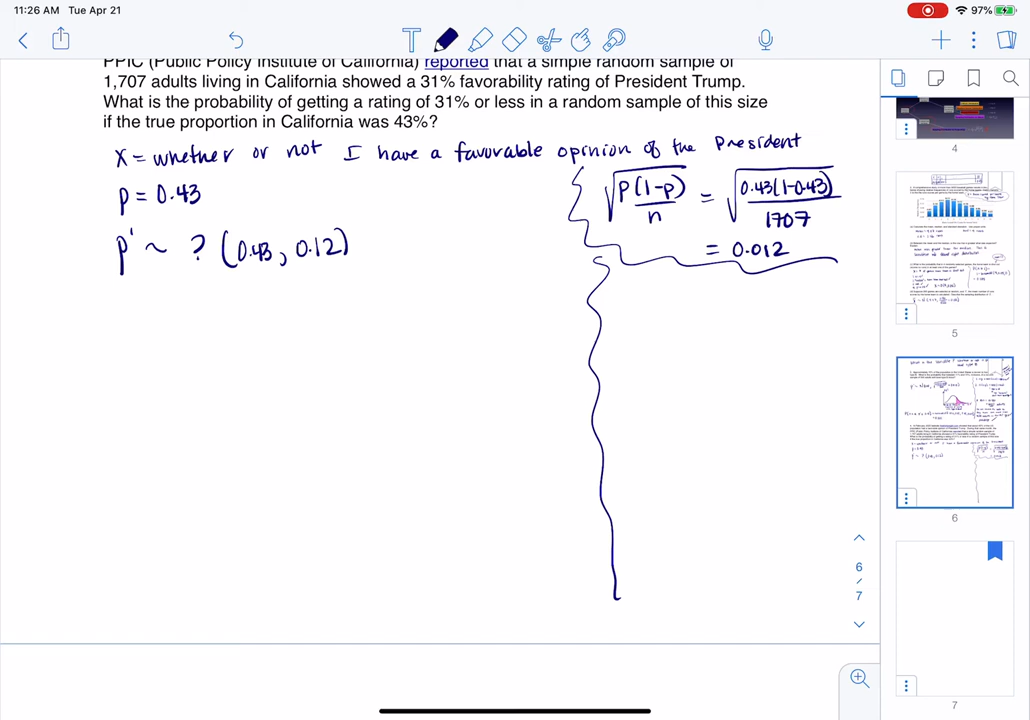 11:26 AM Tue Apr 21
97%
PPIC (Public Policy Institute of California) reported that a simple random sample of
1,707 adults living in California showed a 31% favorability rating of President Trump.
What is the probability of getting a rating of 31% or less in a random sample of this size
if the true proportion in California was 43%?
X = whether or not I have a favorable opinion of the President
p = 0.43
p' ~ ? (0.43, 0.12)
√(p(1-p)/n) = √(0.43(1-0.43)/1707)
= 0.012
4
5
6
7
6
/
7